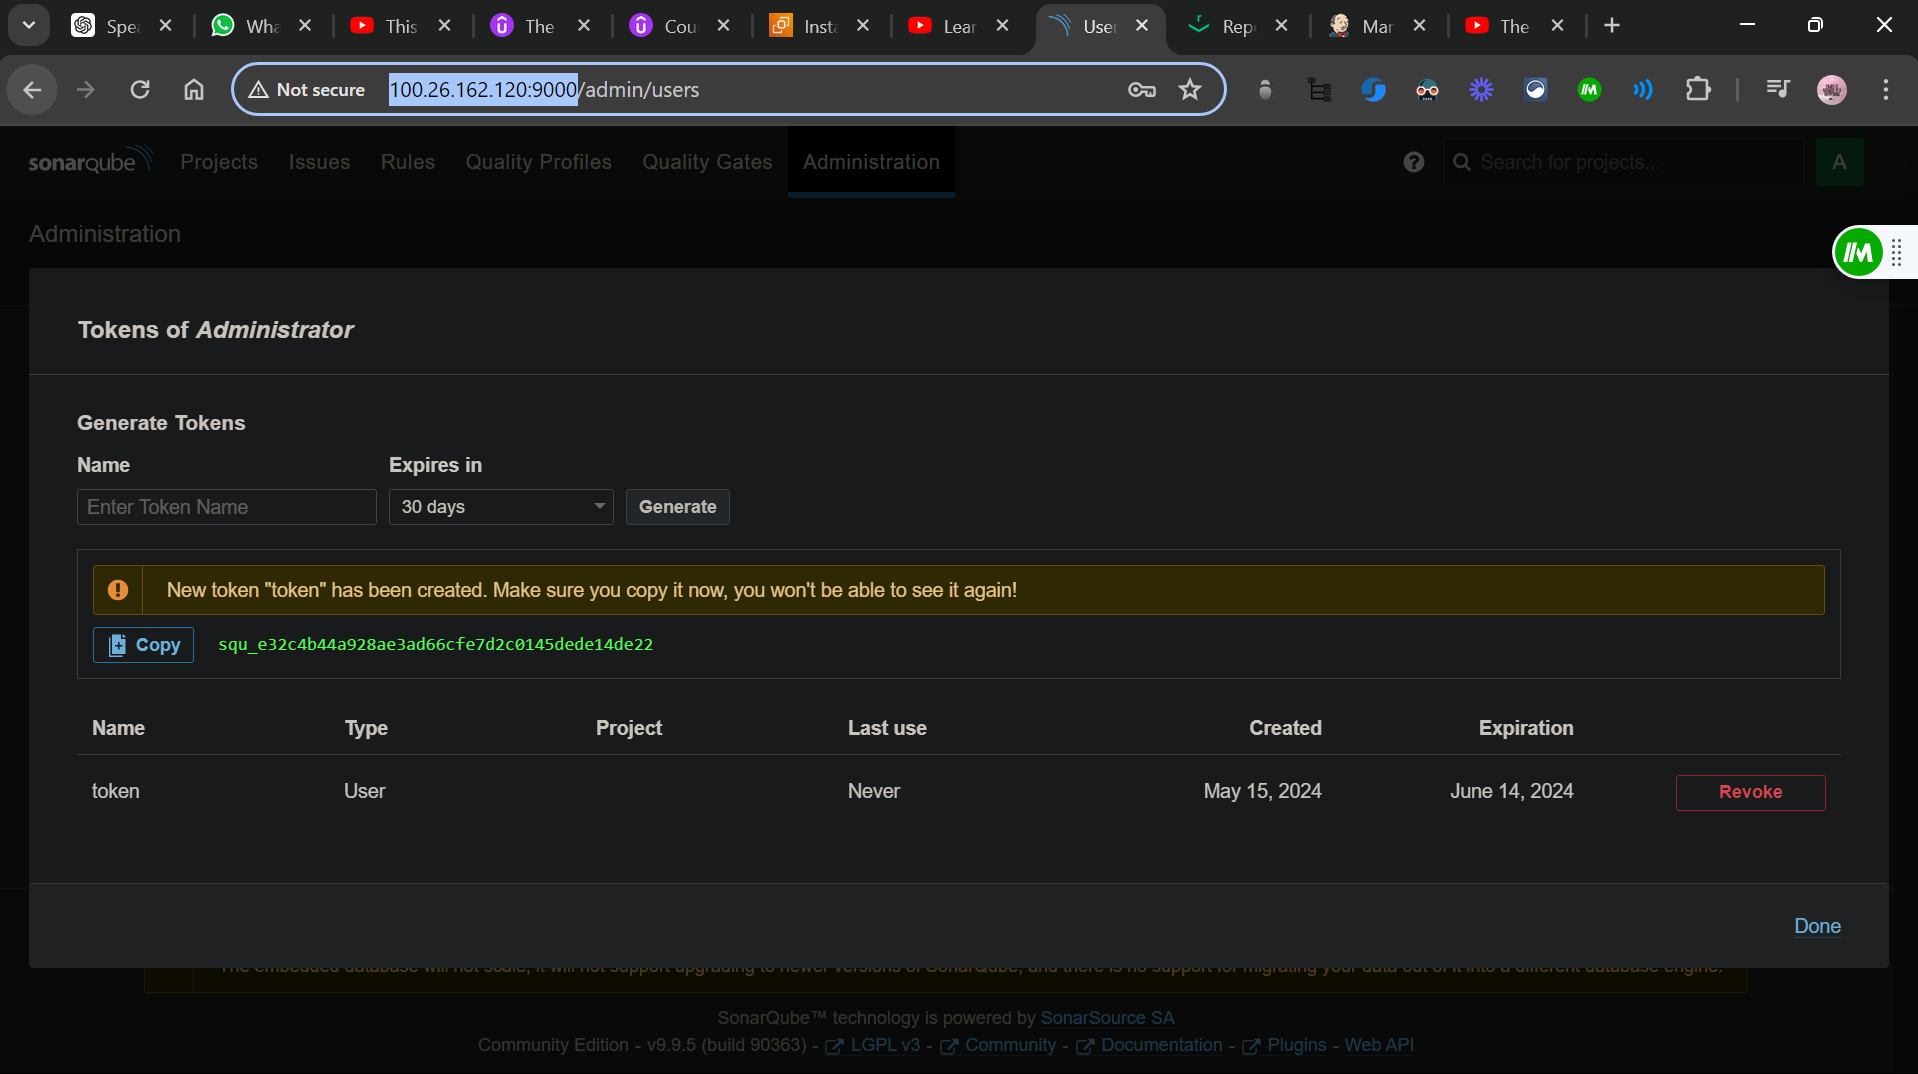 Spea
Wha
This
The
Cou
Insta
Lear
User
Repo
Mar
The
Not secure 100.26.162.120:9000/admin/users
sonarqube Projects Issues Rules Quality Profiles Quality Gates Administration Search for projects... A
Administration
Tokens of Administrator
Generate Tokens
Name Expires in
Enter Token Name 30 days Generate
New token "token" has been created. Make sure you copy it now, you won't be able to see it again!
Copy squ_e32c4b44a928ae3ad66cfe7d2c0145dede14de22
Name Type Project Last use Created Expiration
token User Never May 15, 2024 June 14, 2024 Revoke
Done
The embedded database will not scale, it will not support upgrading to newer versions of SonarQube, and there is no support for migrating your data out of it into a different database engine.
SonarQube™ technology is powered by SonarSource SA
Community Edition - v9.9.5 (build 90363) - LGPL v3 - Community - Documentation - Plugins - Web API